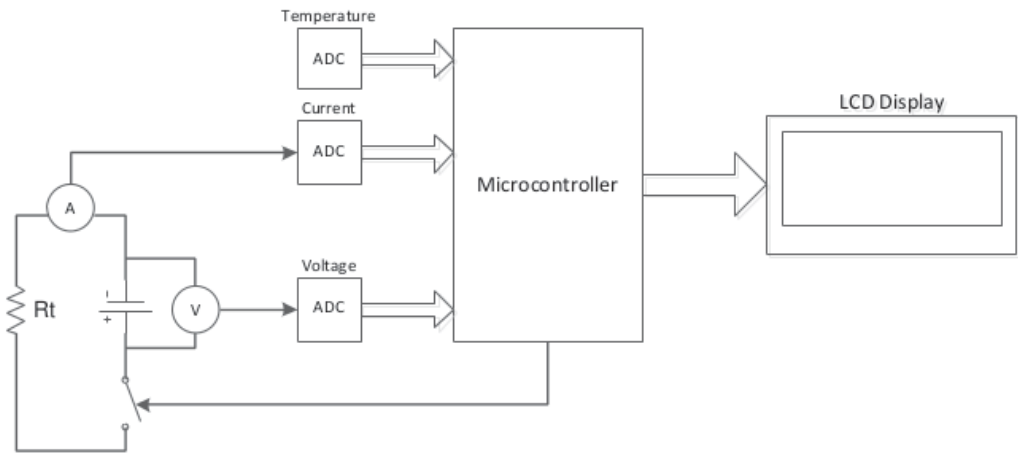 Temperature
ADC
Current
ADC
LCD Display
Microcontroller
A
Voltage
ADC
Rt
V
-
+